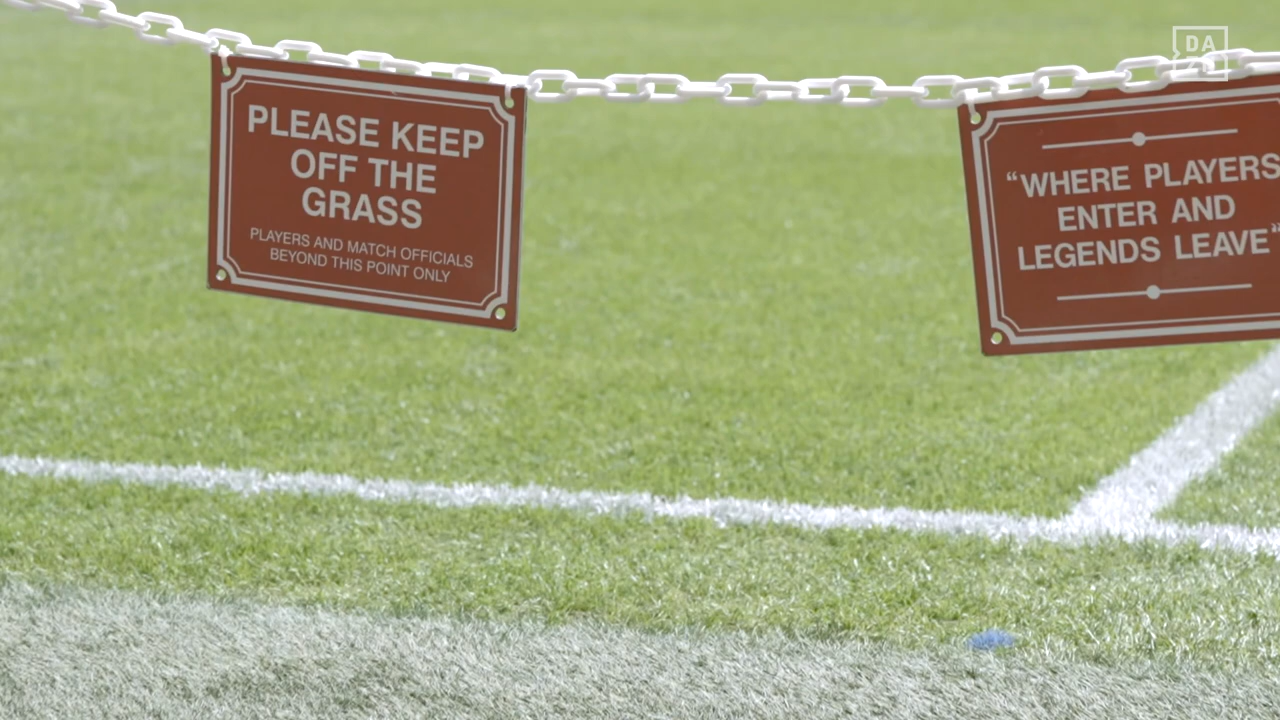 PLEASE KEEP
OFF THE
GRASS
PLAYERS AND MATCH OFFICIALS
BEYOND THIS POINT ONLY
"WHERE PLAYERS
ENTER AND
LEGENDS LEAVE"
DA
ZN